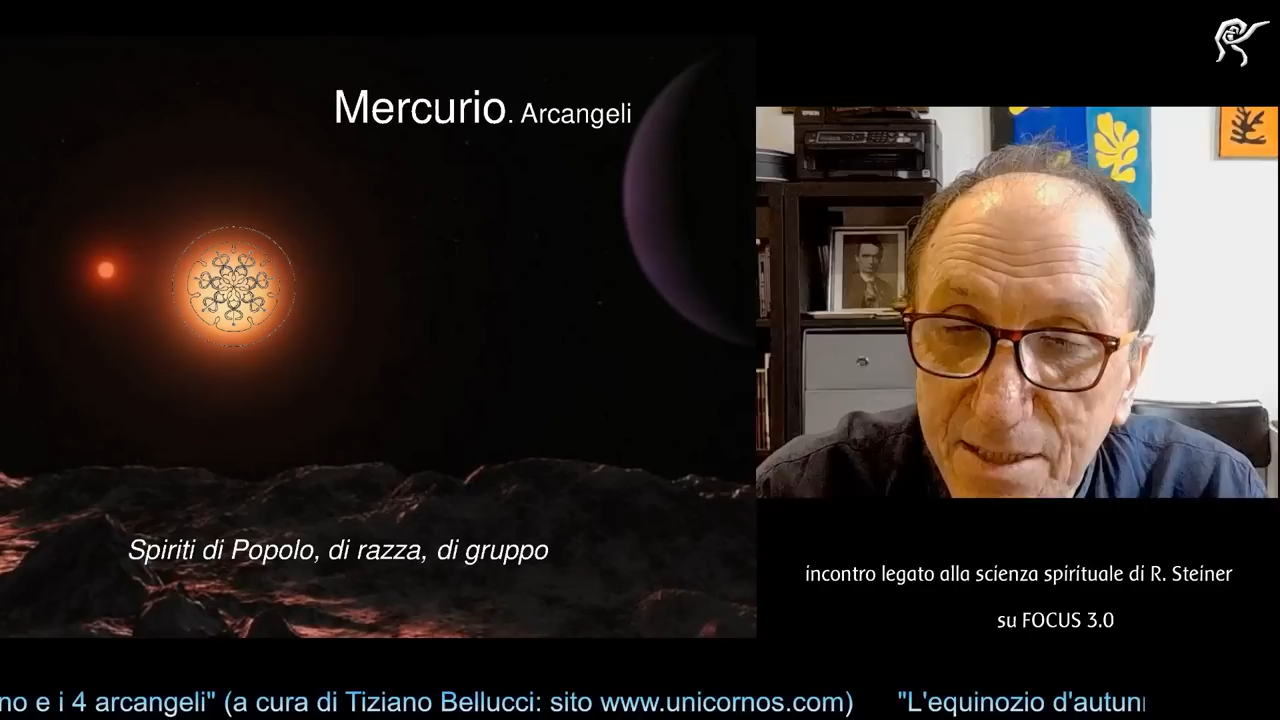 Mercurio. Arcangeli
Spiriti di Popolo, di razza, di gruppo
incontro legato alla scienza spirituale di R. Steiner
su FOCUS 3.0
no e i 4 arcangeli" (a cura di Tiziano Bellucci: sito www.unicornos.com) "L'equinozio d'autun